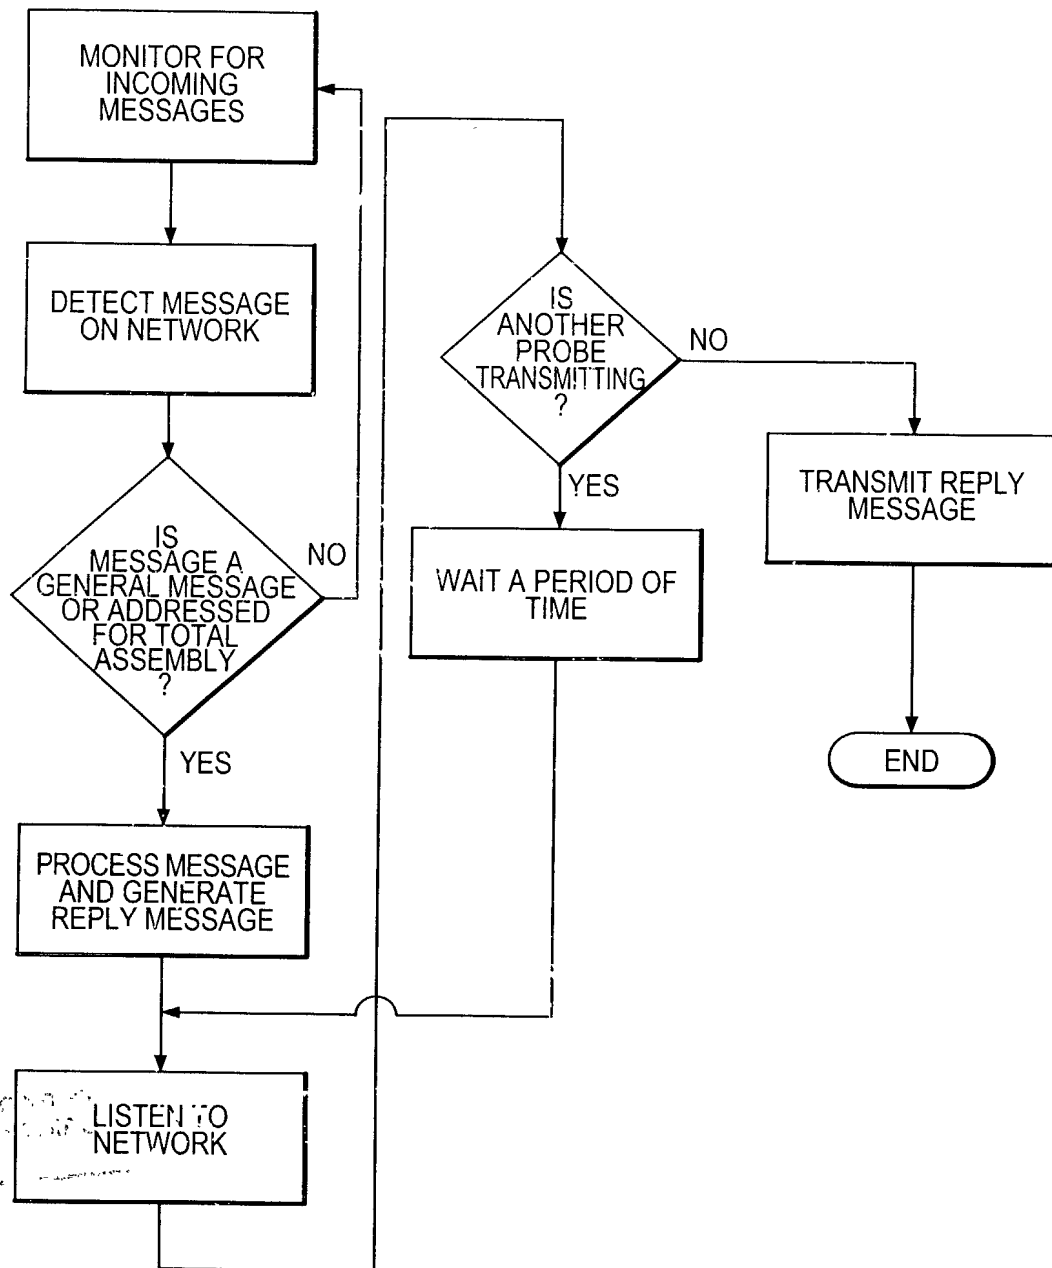 MONITOR FOR
INCOMING
MESSAGES
DETECT MESSAGE
ON NETWORK
IS
MESSAGE A
GENERAL MESSAGE
OR ADDRESSED
FOR TOTAL
ASSEMBLY
?
NO
YES
PROCESS MESSAGE
AND GENERATE
REPLY MESSAGE
LISTEN TO
NETWORK
IS
ANOTHER
PROBE
TRANSMITTING
?
NO
YES
WAIT A PERIOD OF
TIME
TRANSMIT REPLY
MESSAGE
END